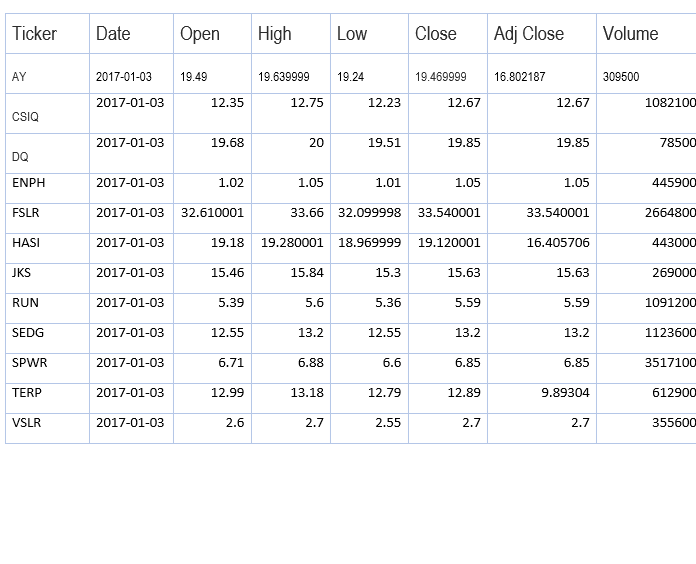 Ticker Date Open High Low Close Adj Close Volume
AY 2017-01-03 19.49 19.639999 19.24 19.469999 16.802187 309500
CSIQ 2017-01-03 12.35 12.75 12.23 12.67 12.67 1082100
DQ 2017-01-03 19.68 20 19.51 19.85 19.85 78500
ENPH 2017-01-03 1.02 1.05 1.01 1.05 1.05 445900
FSLR 2017-01-03 32.610001 33.66 32.099998 33.540001 33.540001 2664800
HASI 2017-01-03 19.18 19.280001 18.969999 19.120001 16.405706 443000
JKS 2017-01-03 15.46 15.84 15.3 15.63 15.63 269000
RUN 2017-01-03 5.39 5.6 5.36 5.59 5.59 1091200
SEDG 2017-01-03 12.55 13.2 12.55 13.2 13.2 1123600
SPWR 2017-01-03 6.71 6.88 6.6 6.85 6.85 3517100
TERP 2017-01-03 12.99 13.18 12.79 12.89 9.89304 612900
VSLR 2017-01-03 2.6 2.7 2.55 2.7 2.7 355600